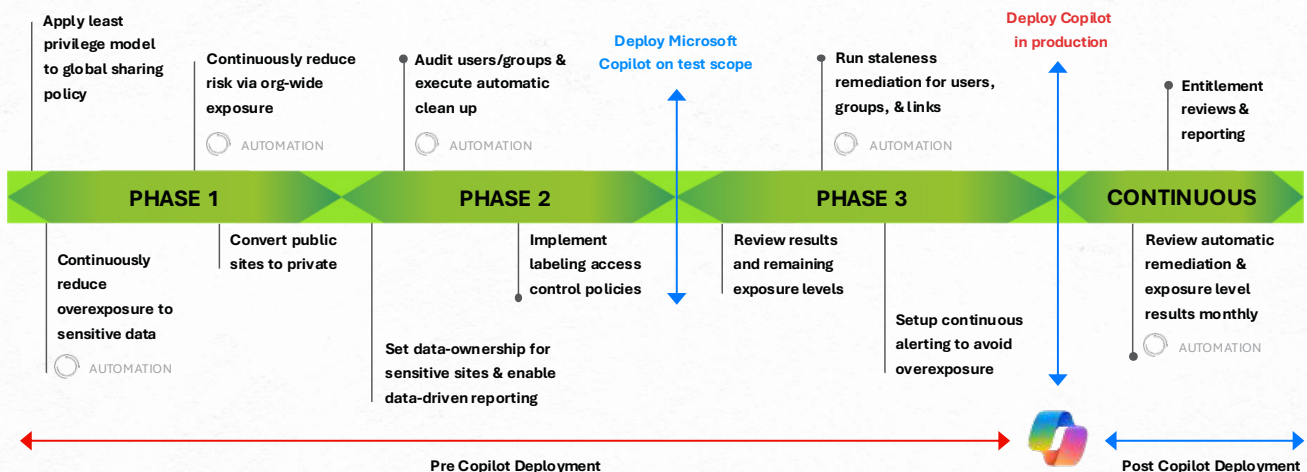 Apply least
privilege model
to global sharing
policy
Continuously reduce
risk via org-wide
exposure
AUTOMATION
Audit users/groups &
execute automatic
clean up
AUTOMATION
Deploy Microsoft
Copilot on test scope
Run staleness
remediation for users,
groups, & links
AUTOMATION
Deploy Copilot
in production
Entitlement
reviews &
reporting
PHASE 1
PHASE 2
PHASE 3
CONTINUOUS
Continuously
reduce
overexposure to
sensitive data
AUTOMATION
Convert public
sites to private
Set data-ownership for
sensitive sites & enable
data-driven reporting
Implement
labeling access
control policies
Review results
and remaining
exposure levels
Setup continuous
alerting to avoid
overexposure
Review automatic
remediation &
exposure level
results monthly
AUTOMATION
Pre Copilot Deployment
Post Copilot Deployment